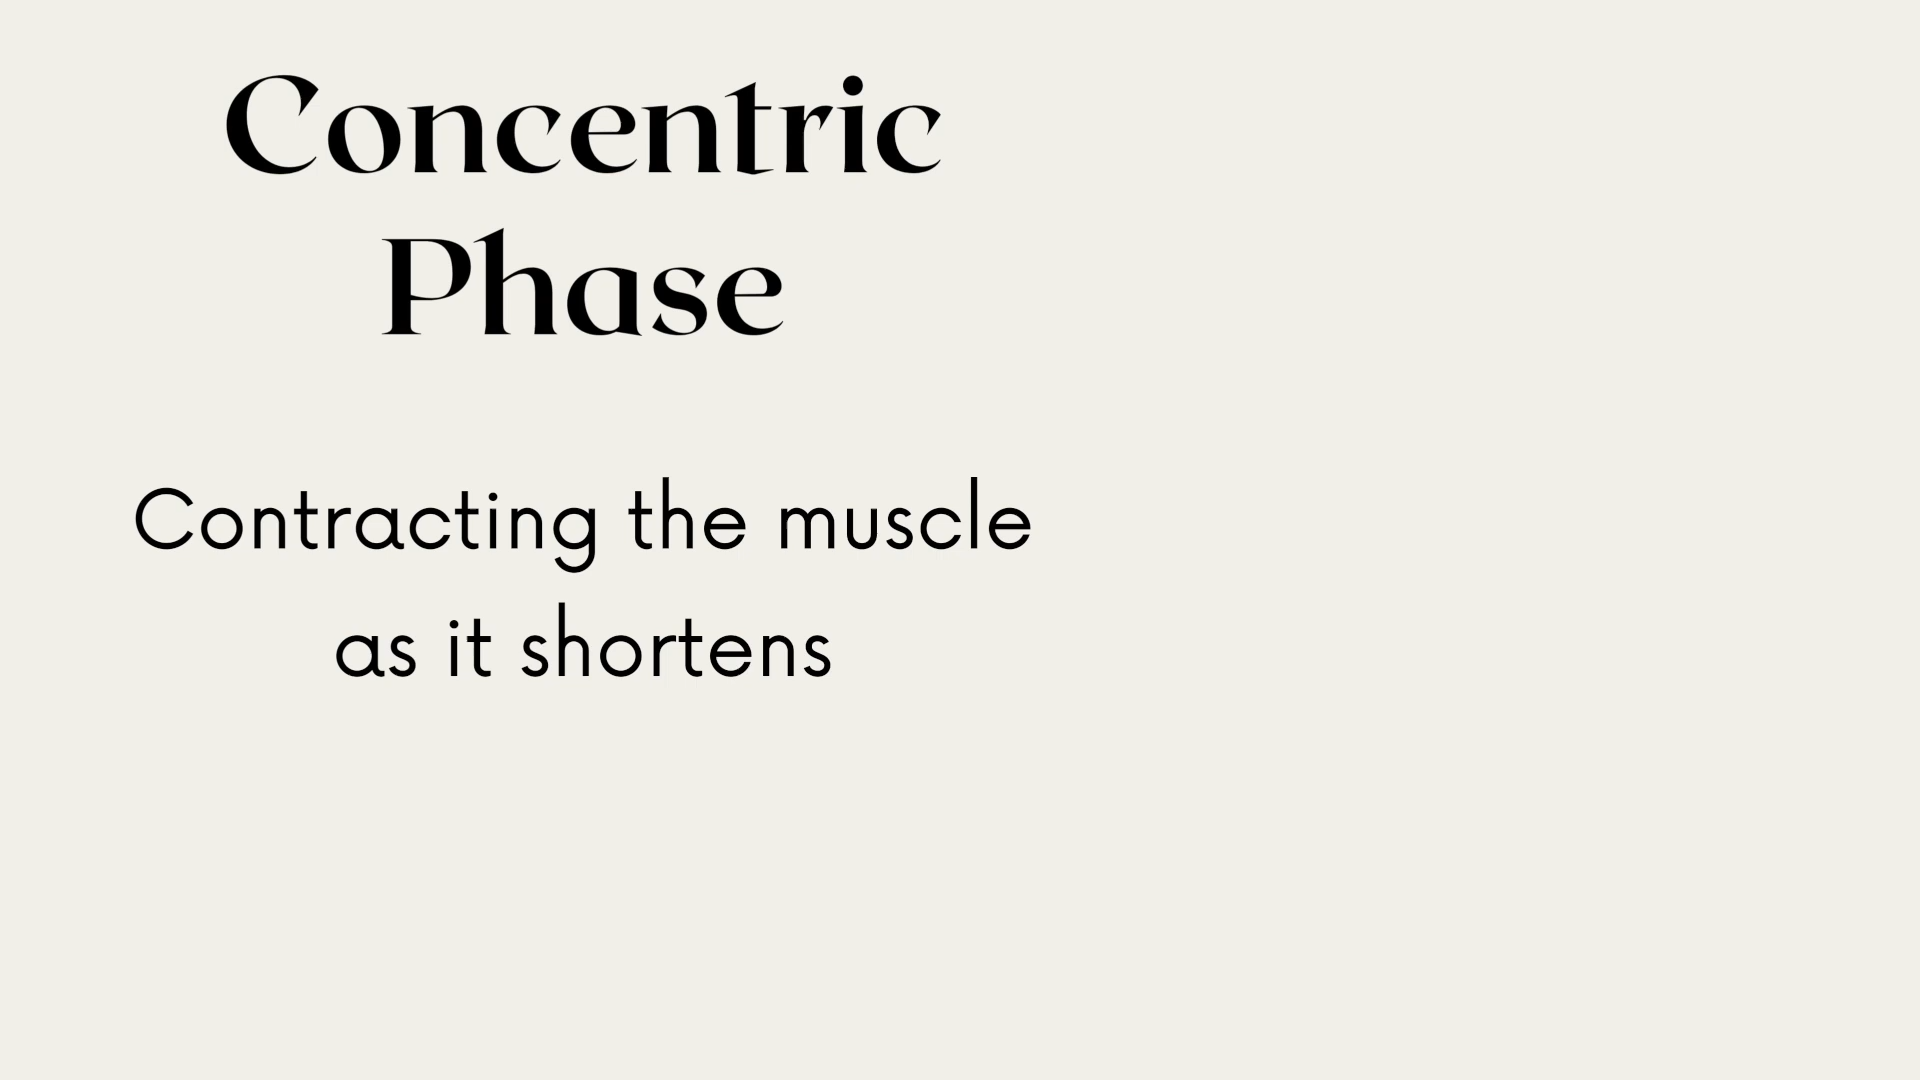 Concentric
Phase
Contracting the muscle
as it shortens